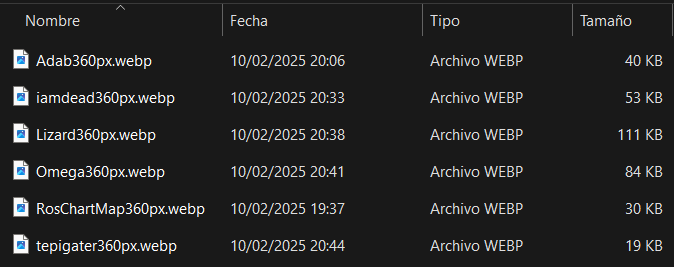 Nombre Fecha Tipo Tamaño
Adab360px.webp 10/02/2025 20:06 Archivo WEBP 40 KB
iamdead360px.webp 10/02/2025 20:33 Archivo WEBP 53 KB
Lizard360px.webp 10/02/2025 20:38 Archivo WEBP 111 KB
Omega360px.webp 10/02/2025 20:41 Archivo WEBP 84 KB
RosChartMap360px.webp 10/02/2025 19:37 Archivo WEBP 30 KB
tepigater360px.webp 10/02/2025 20:44 Archivo WEBP 19 KB